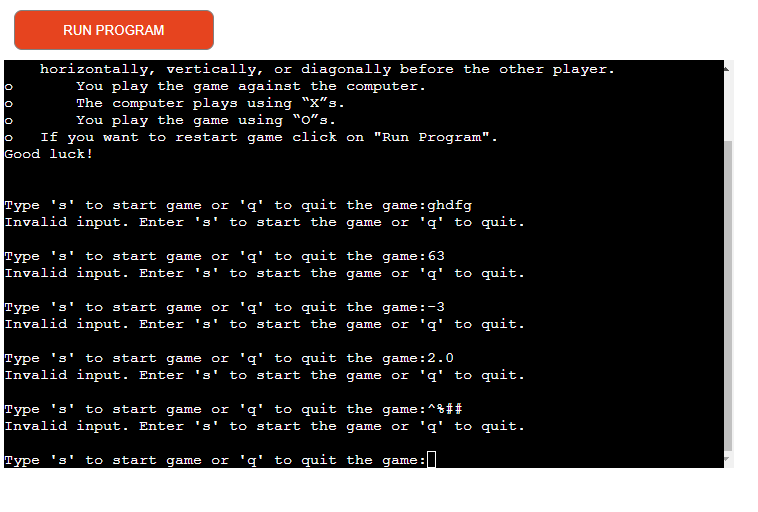 RUN PROGRAM
horizontally, vertically, or diagonally before the other player.
o You play the game against the computer.
o The computer plays using “X”s.
o You play the game using “O”s.
o If you want to restart game click on "Run Program".
Good luck!
Type 's' to start game or 'q' to quit the game:ghdfg
Invalid input. Enter 's' to start the game or 'q' to quit.
Type 's' to start game or 'q' to quit the game:63
Invalid input. Enter 's' to start the game or 'q' to quit.
Type 's' to start game or 'q' to quit the game:-3
Invalid input. Enter 's' to start the game or 'q' to quit.
Type 's' to start game or 'q' to quit the game:2.0
Invalid input. Enter 's' to start the game or 'q' to quit.
Type 's' to start game or 'q' to quit the game:^%##
Invalid input. Enter 's' to start the game or 'q' to quit.
Type 's' to start game or 'q' to quit the game: